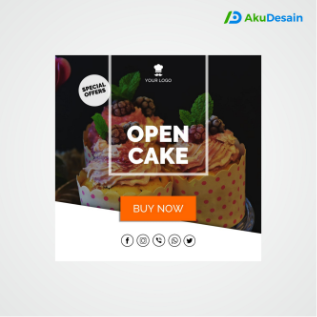 AkuDesain
YOUR LOGO
SPECIAL
OFFERS
OPEN
CAKE
BUY NOW